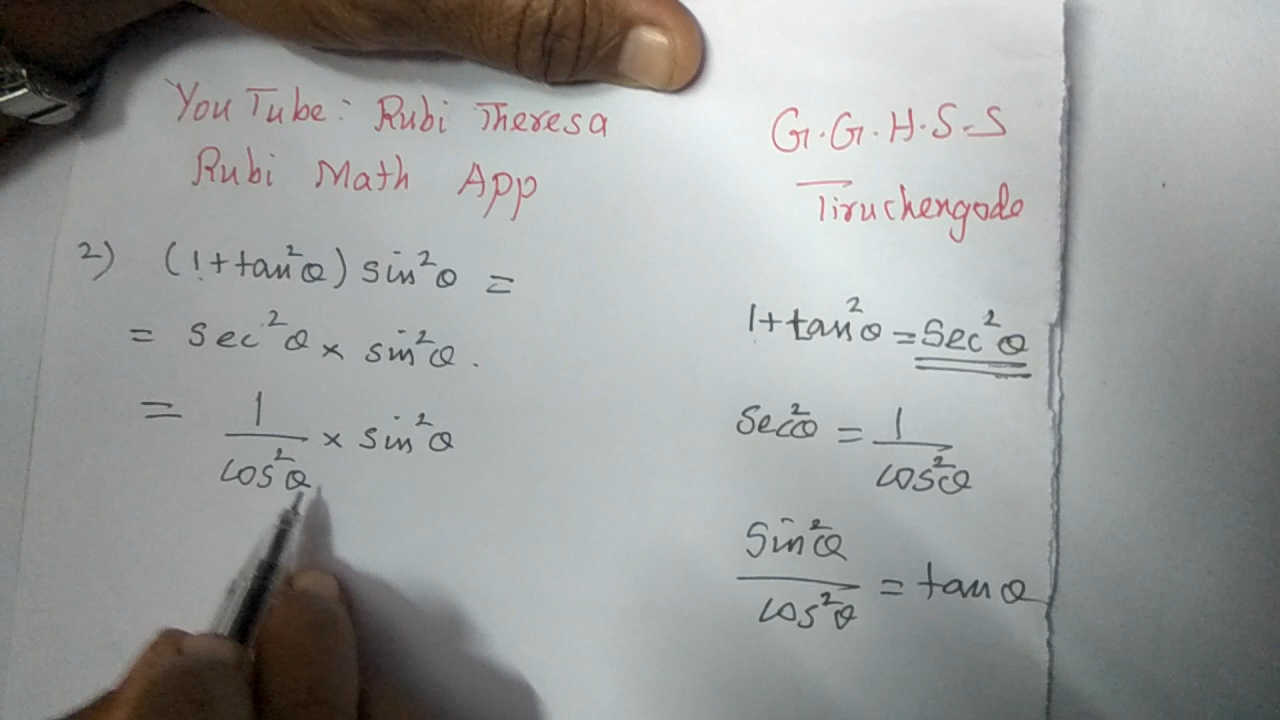 YouTube: Rubi Theresa
Rubi Math App
G.G.H.S.S
Tiruchengode
2) (1+tan²θ) sin²θ =
= sec²θ × sin²θ.
= 1/cos²θ × sin²θ
1+tan²θ = Sec²θ
Sec²θ = 1/cos²θ
Sin²θ/cos²θ = tanθ